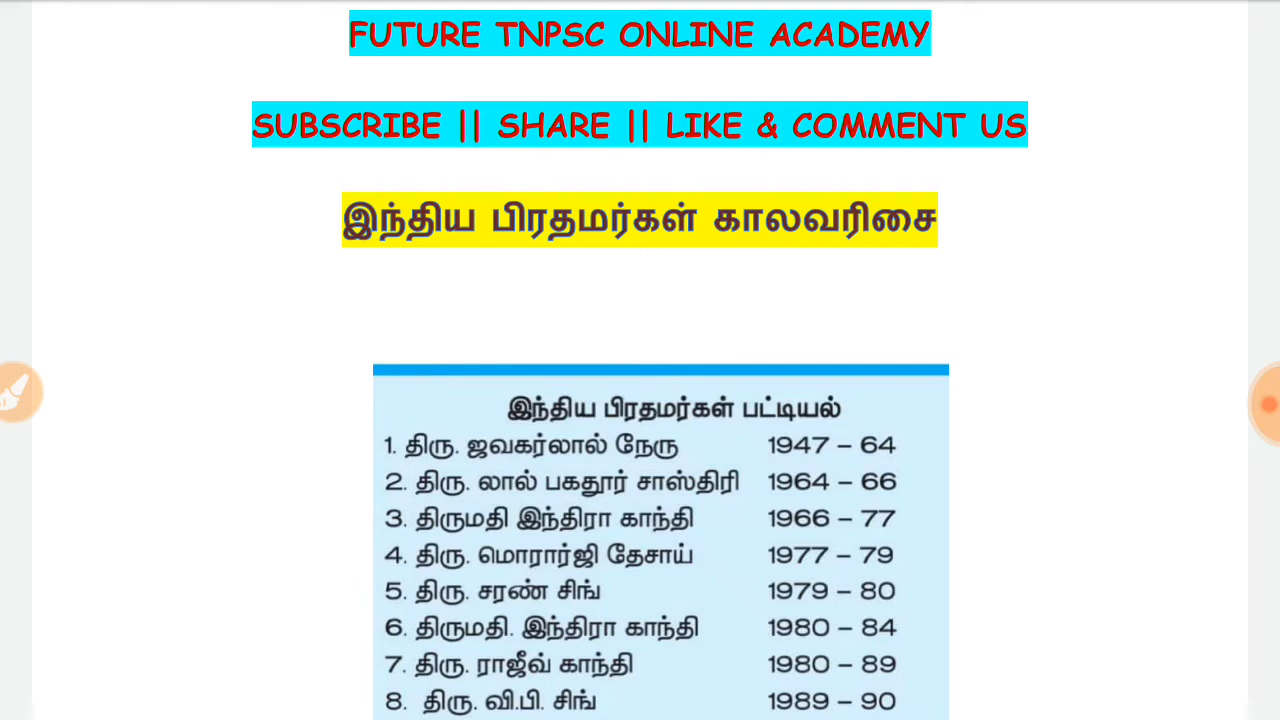 FUTURE TNPSC ONLINE ACADEMY
SUBSCRIBE || SHARE || LIKE & COMMENT US
இந்திய பிரதமர்கள் காலவரிசை
இந்திய பிரதமர்கள் பட்டியல்
1. திரு. ஜவகர்லால் நேரு 1947 – 64
2. திரு. லால் பகதூர் சாஸ்திரி 1964 – 66
3. திருமதி இந்திரா காந்தி 1966 – 77
4. திரு. மொரார்ஜி தேசாய் 1977 – 79
5. திரு. சரண் சிங் 1979 – 80
6. திருமதி. இந்திரா காந்தி 1980 – 84
7. திரு. ராஜீவ் காந்தி 1980 – 89
8. திரு. வி.பி. சிங் 1989 – 90